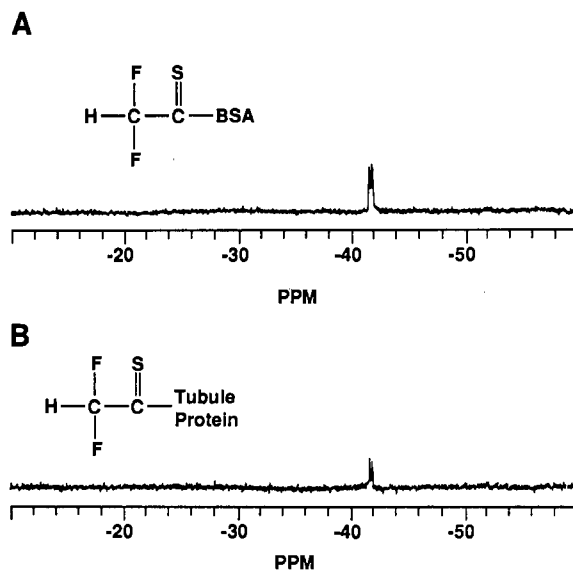 A
F S
H—C—C—BSA
F
-20 -30 -40 -50
PPM
B
F S
H—C—C—Tubule
Protein
F
-20 -30 -40 -50
PPM